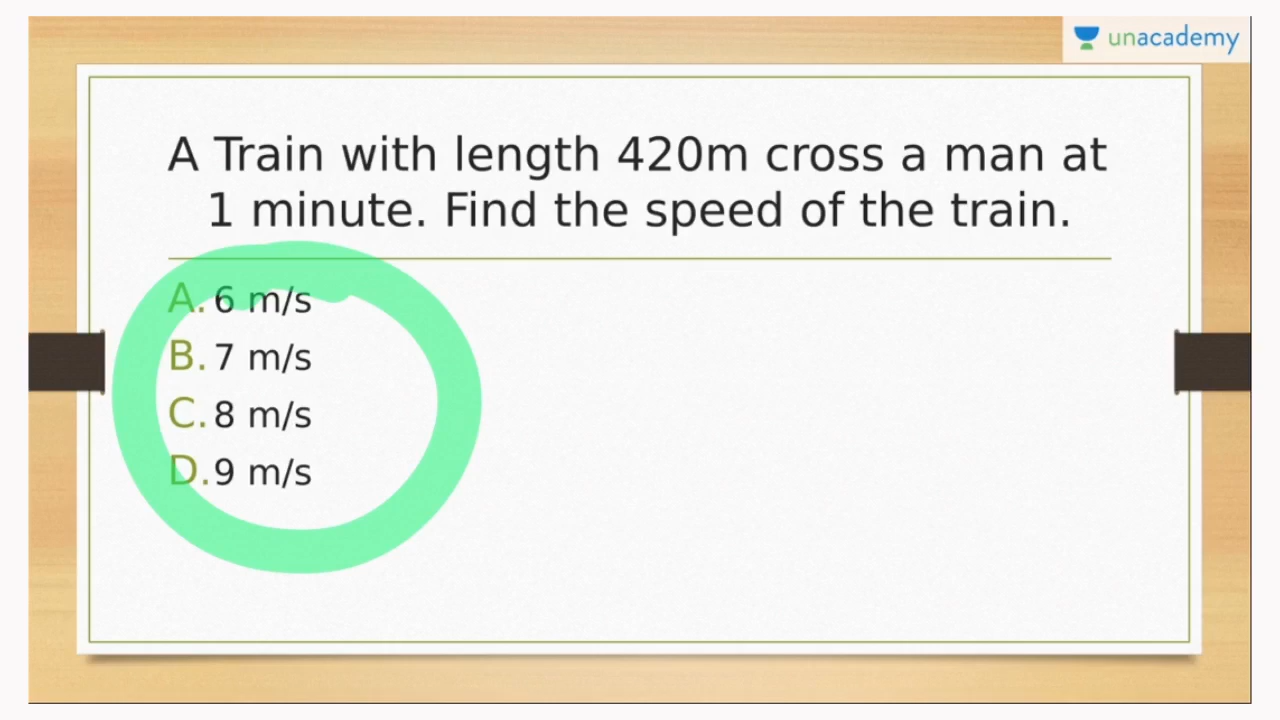 unacademy
A Train with length 420m cross a man at
1 minute. Find the speed of the train.
A. 6 m/s
B. 7 m/s
C. 8 m/s
D. 9 m/s